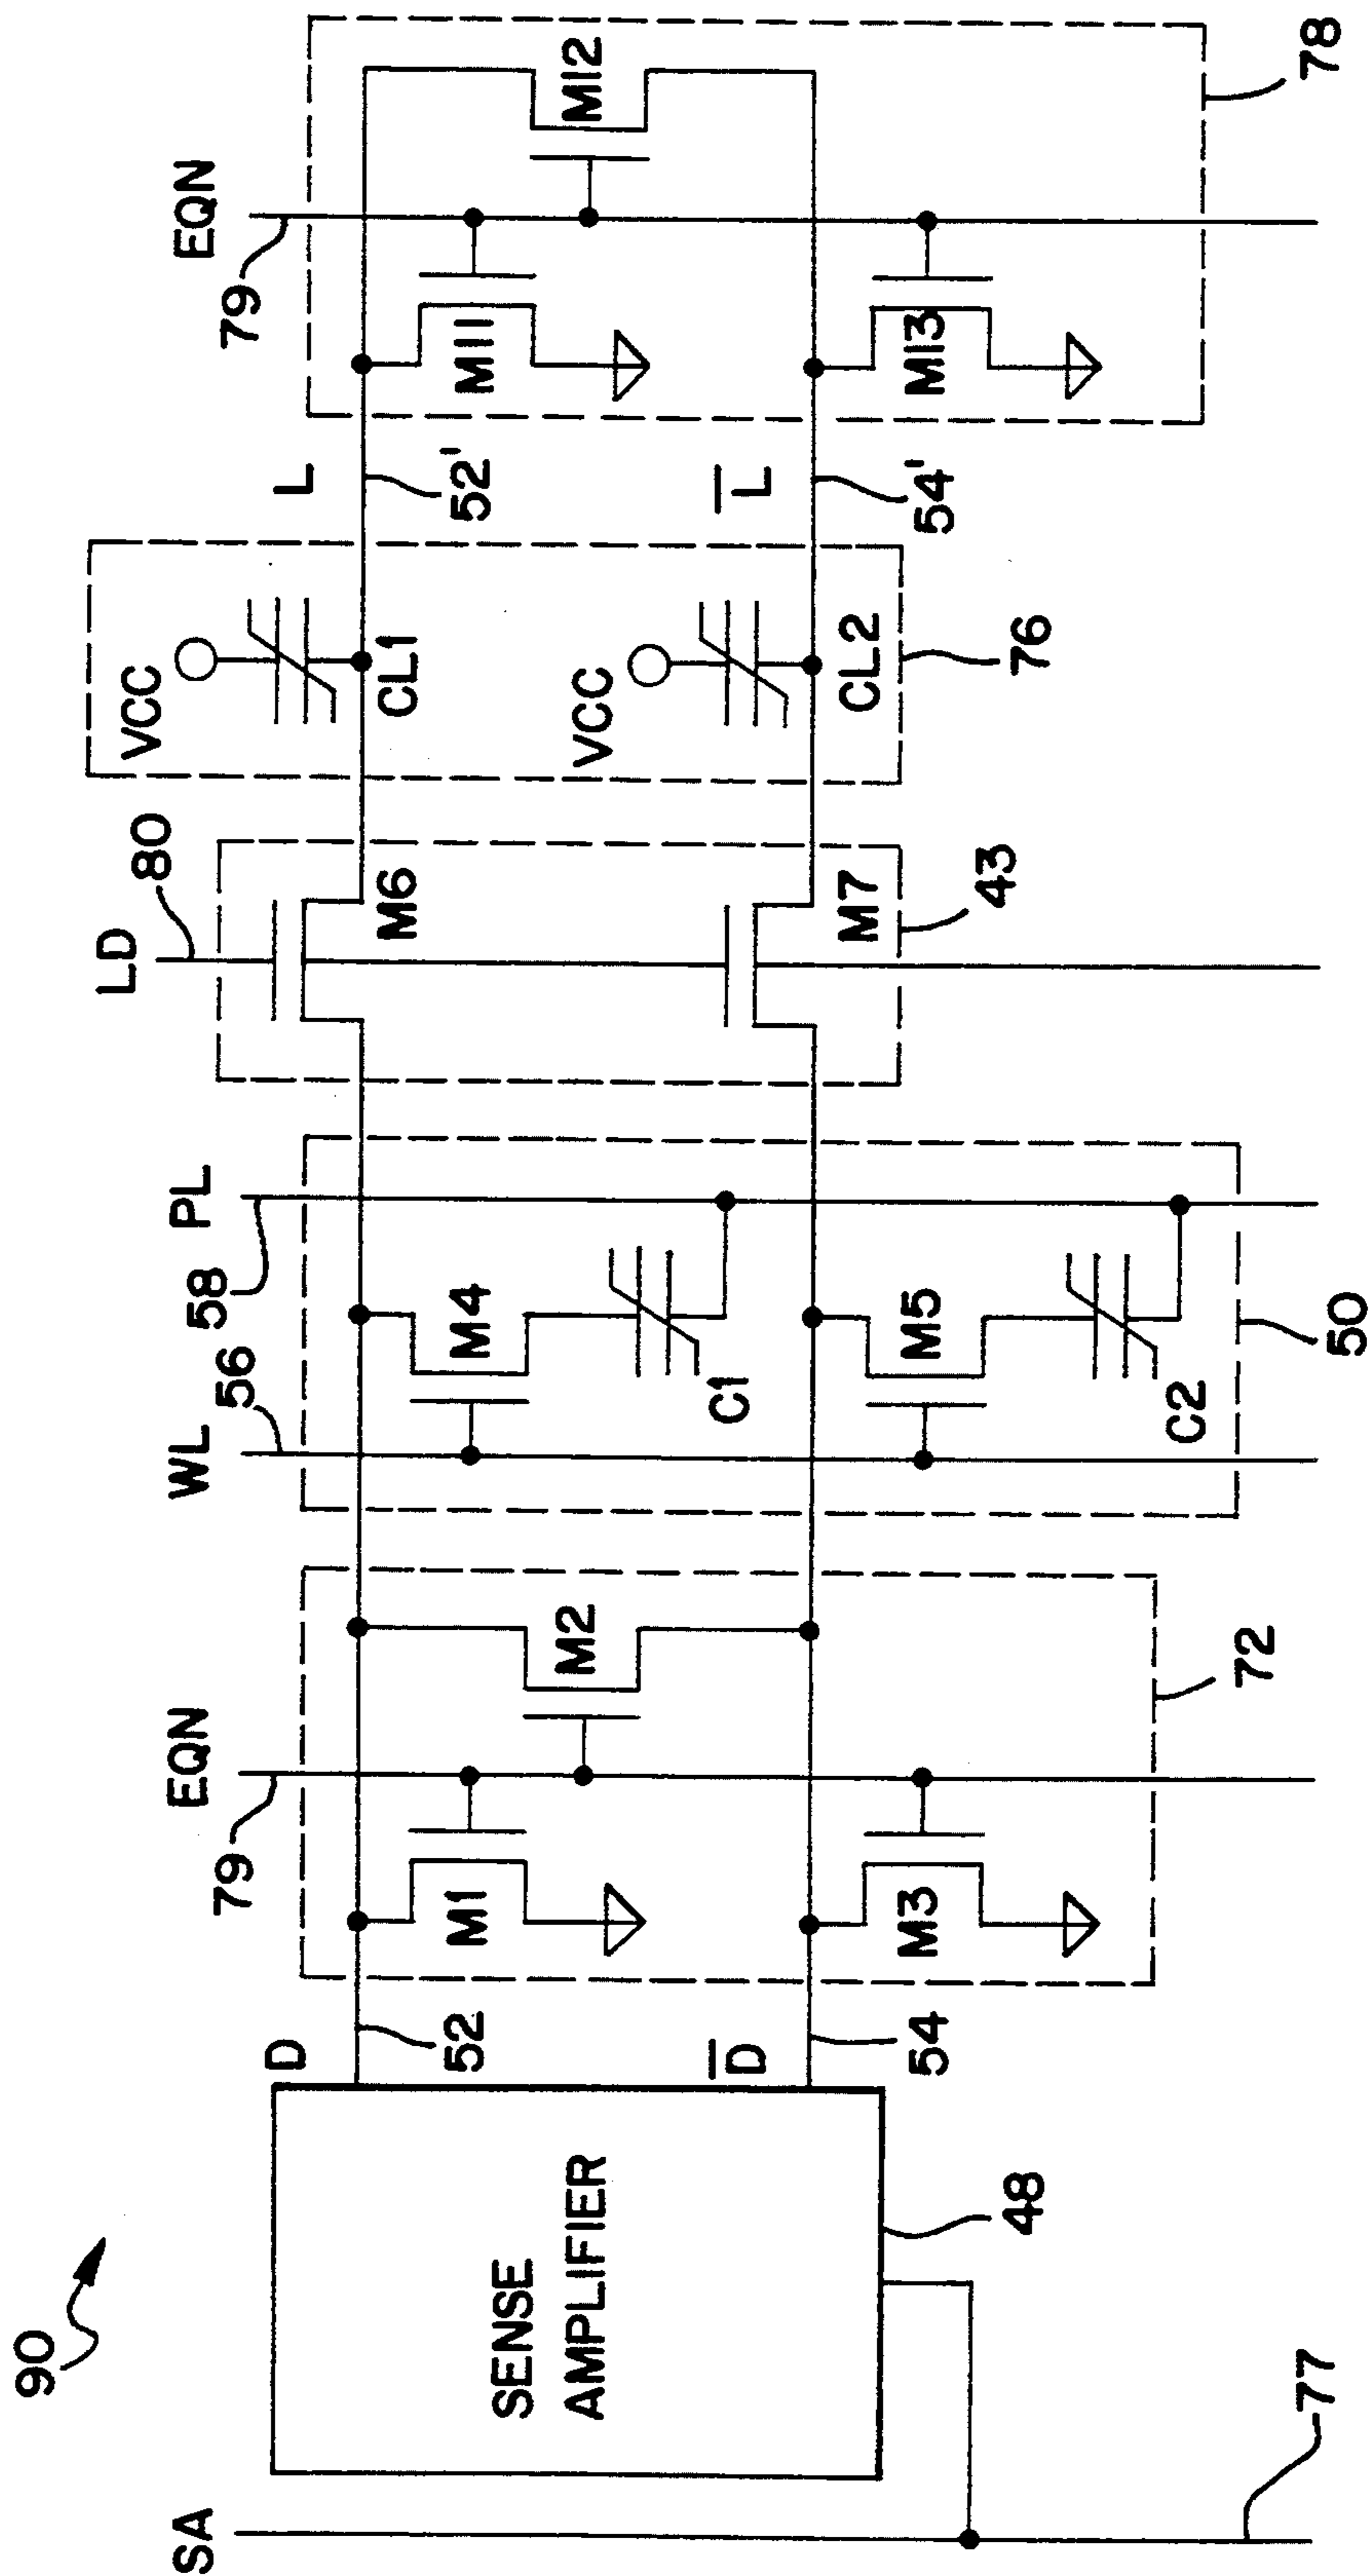 90
SA
77
SENSE
AMPLIFIER
48
D
52
D̅
54
EQN
79
M1
M2
M3
72
WL
56
58
PL
M4
C1
M5
C2
50
LD
80
M6
M7
43
VCC
CL1
VCC
CL2
76
L
52'
L̅
54'
EQN
79
M11
M12
M13
78